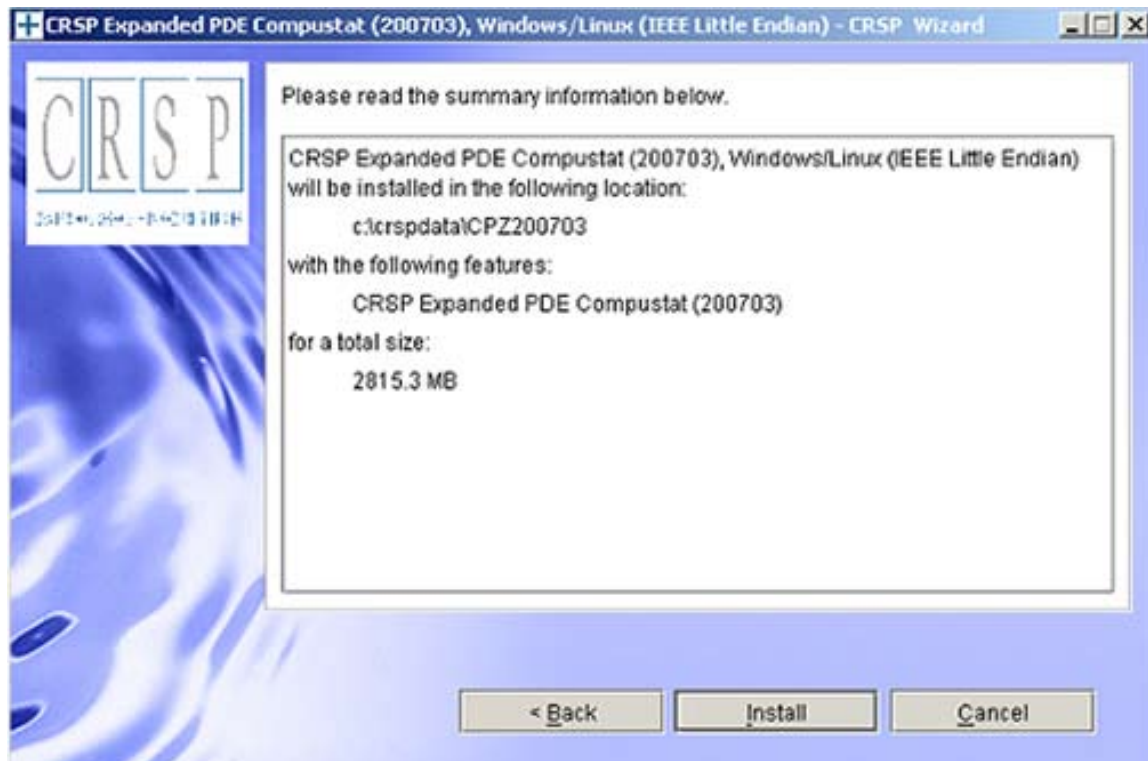 CRSP Expanded PDE Compustat (200703), Windows/Linux (IEEE Little Endian) - CRSP Wizard
CRSP
Please read the summary information below.
CRSP Expanded PDE Compustat (200703), Windows/Linux (IEEE Little Endian)
will be installed in the following location:
c:\crspdata\CPZ200703
with the following features:
CRSP Expanded PDE Compustat (200703)
for a total size:
2815.3 MB
< Back
Install
Cancel